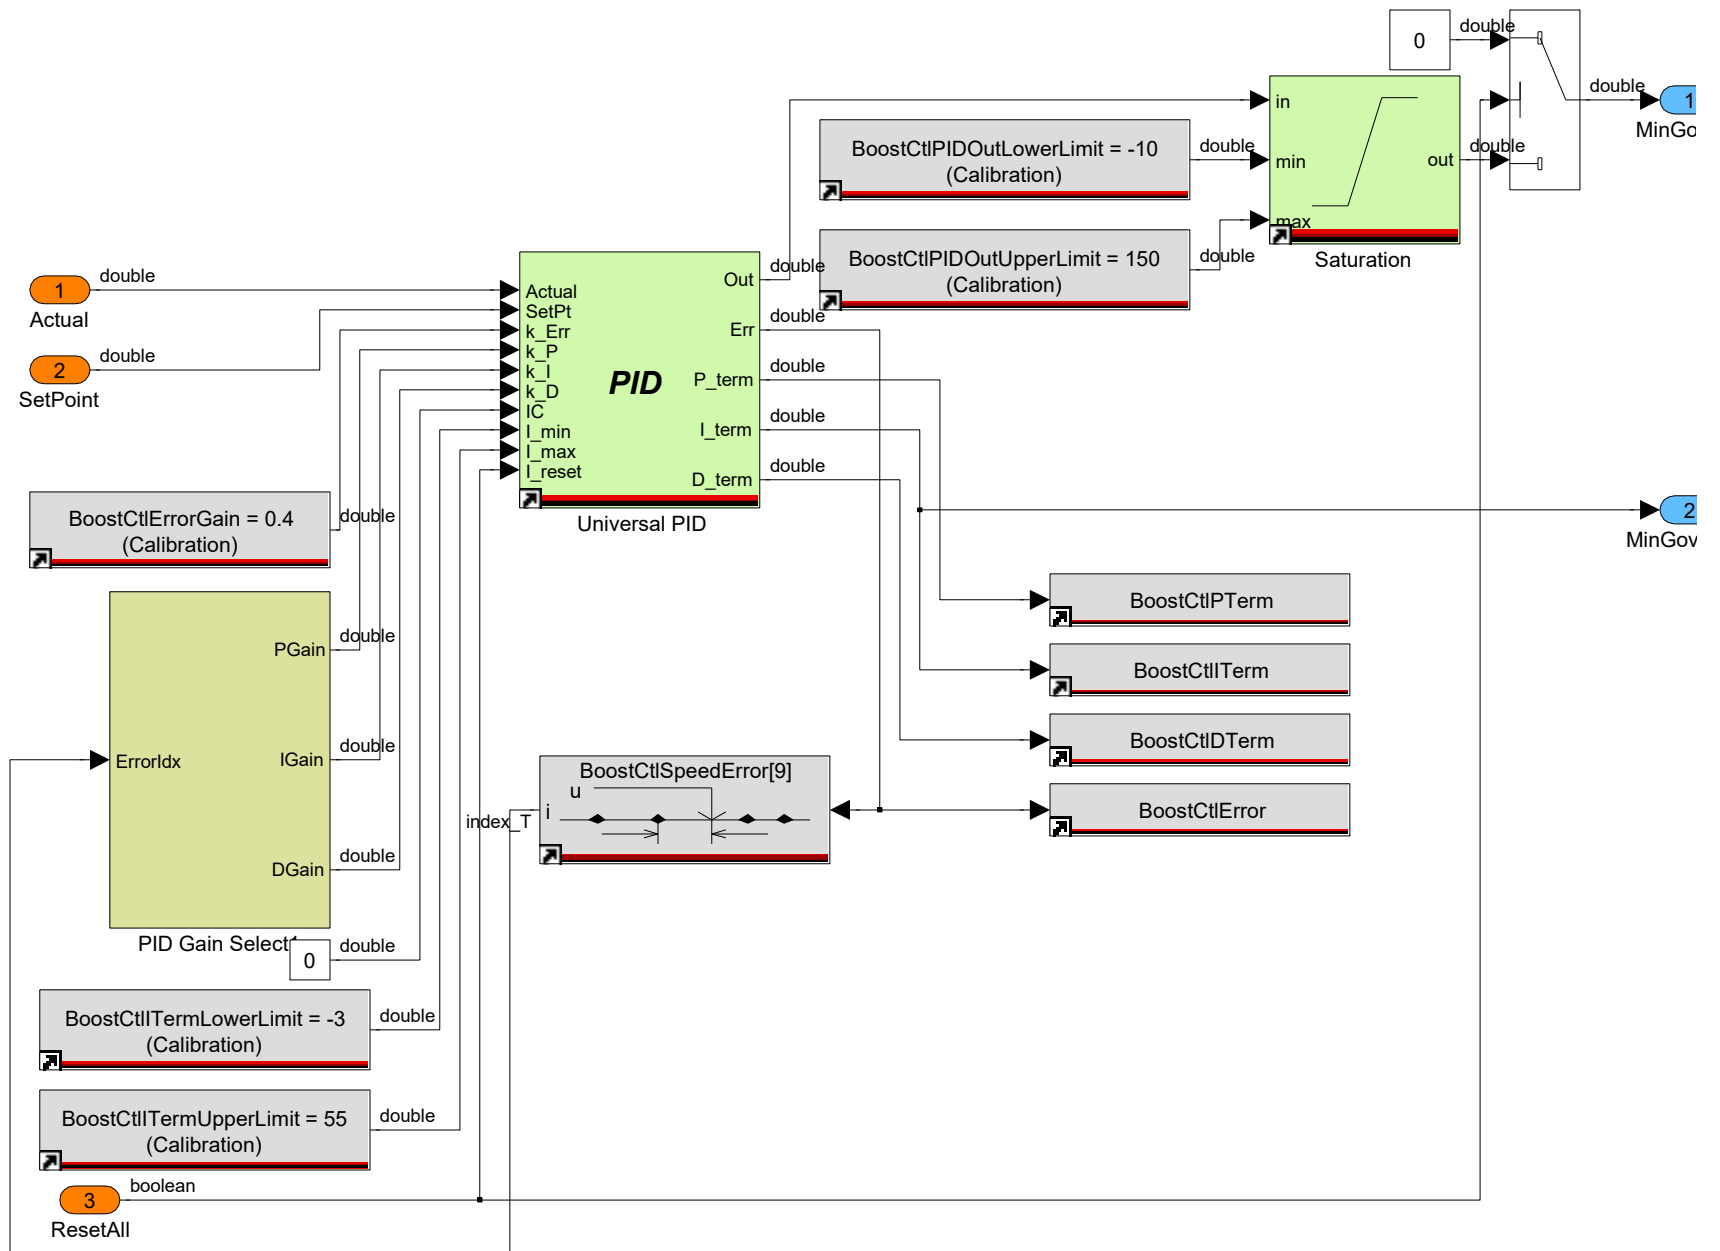 0
double
double
1
MinGo
in
BoostCtlPIDOutLowerLimit = -10
(Calibration)
double
min
out
double
max
BoostCtlPIDOutUpperLimit = 150
(Calibration)
double
Saturation
1
double
Actual
2
double
SetPoint
Actual
SetPt
k_Err
k_P
k_I
k_D
IC
I_min
I_max
I_reset
PID
Out
double
Err
double
P_term
double
I_term
double
D_term
double
Universal PID
2
MinGov
BoostCtlErrorGain = 0.4
(Calibration)
double
PGain
double
ErrorIdx
IGain
double
DGain
double
PID Gain Select
0
double
BoostCtlPTerm
BoostCtlITerm
BoostCtlDTerm
BoostCtlError
BoostCtlSpeedError[9]
u
i
index_T
BoostCtlITermLowerLimit = -3
(Calibration)
double
BoostCtlITermUpperLimit = 55
(Calibration)
double
3
boolean
ResetAll